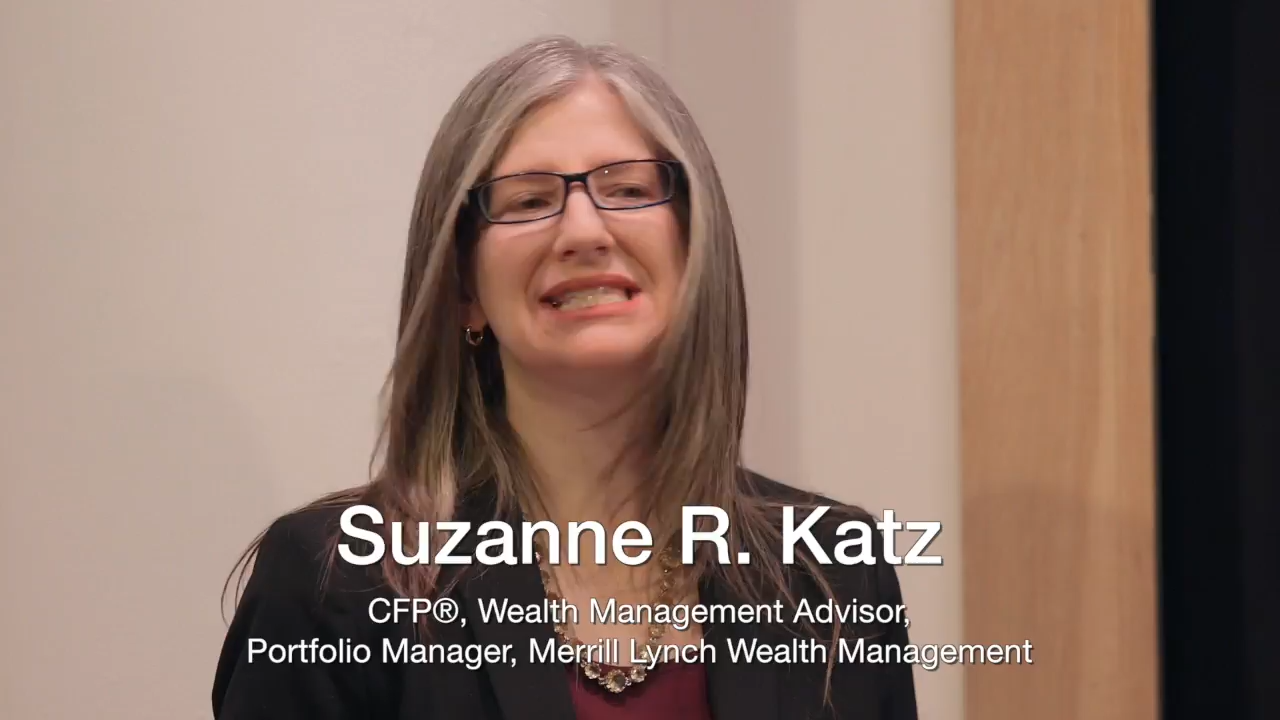 Suzanne R. Katz
CFP®, Wealth Management Advisor,
Portfolio Manager, Merrill Lynch Wealth Management